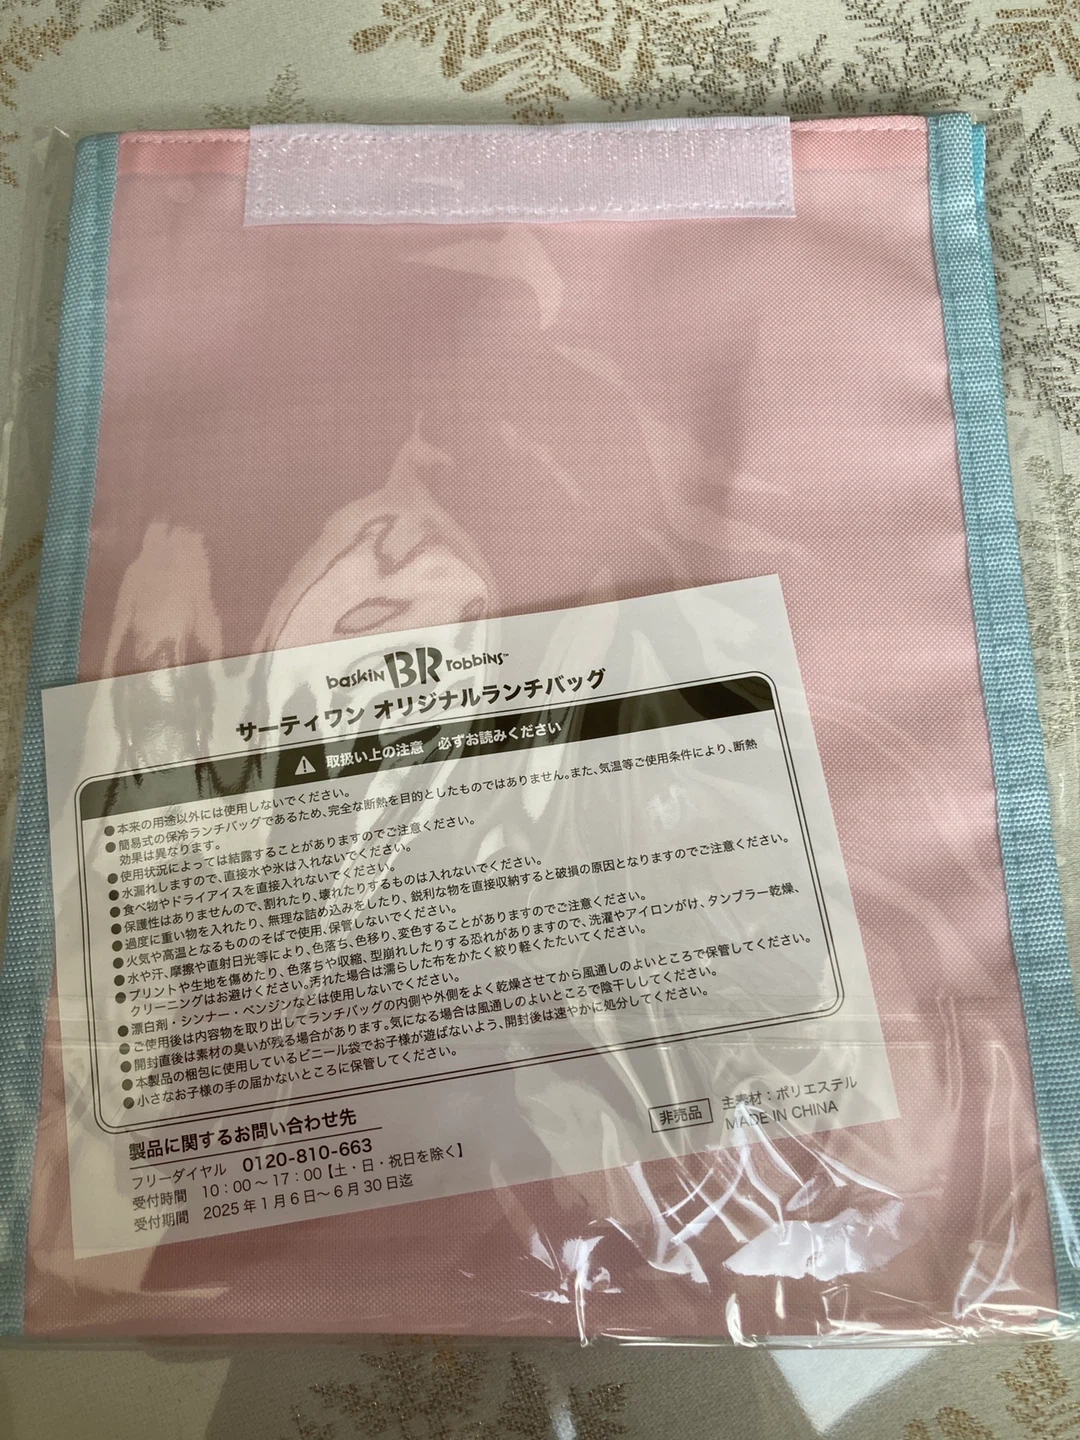 baskin BR robbins™
サーティワン オリジナルランチバッグ
取扱い上の注意 必ずお読みください
●本来の用途以外には使用しないでください。
●簡易式の保冷ランチバッグであるため、完全な断熱を目的としたものではありません。また、気温等ご使用条件により、断熱
効果は異なります。
●使用状況によっては結露することがありますのでご注意ください。
●水漏れしますので、直接水や氷は入れないでください。
●食べ物やドライアイスを直接入れないでください。
●保護性はありませんので、割れたり、壊れたりするものは入れないでください。
●過度に重い物を入れたり、無理な詰め込みをしたり、鋭利な物を直接収納すると破損の原因となりますのでご注意ください。
●火気や高温となるもののそばで使用、保管しないでください。
●水や汗、摩擦や直射日光等により、色落ち、色移り、変色することがありますのでご注意ください。
●プリントや生地を傷めたり、色落ちや収縮、型崩れしたりする恐れがありますので、洗濯やアイロンがけ、タンブラー乾燥、
クリーニングはお避けください。汚れた場合は濡らした布をかたく絞り軽くたたいてください。
●漂白剤・シンナー・ベンジンなどは使用しないでください。
●ご使用後は内容物を取り出してランチバッグの内側や外側をよく乾燥させてから風通しのよいところで保管してください。
●開封直後は素材の臭いが残る場合があります。気になる場合は風通しのよいところで陰干ししてください。
●本製品の梱包に使用しているビニール袋でお子様が遊ばないよう、開封後は速やかに処分してください。
●小さなお子様の手の届かないところに保管してください。
製品に関するお問い合わせ先
フリーダイヤル 0120-810-663
受付時間 10：00～17：00【土・日・祝日を除く】
受付期間 2025年1月6日～6月30日迄
非売品
主素材：ポリエステル
MADE IN CHINA